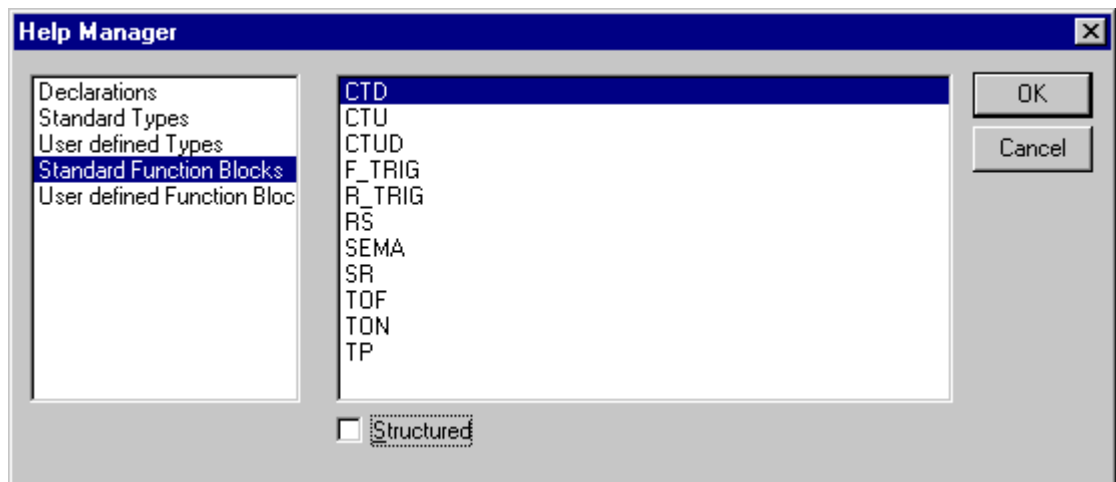 Help Manager
Declarations
Standard Types
User defined Types
Standard Function Blocks
User defined Function Bloc
CTD
CTU
CTUD
F_TRIG
R_TRIG
RS
SEMA
SR
TOF
TON
TP
Structured
OK
Cancel